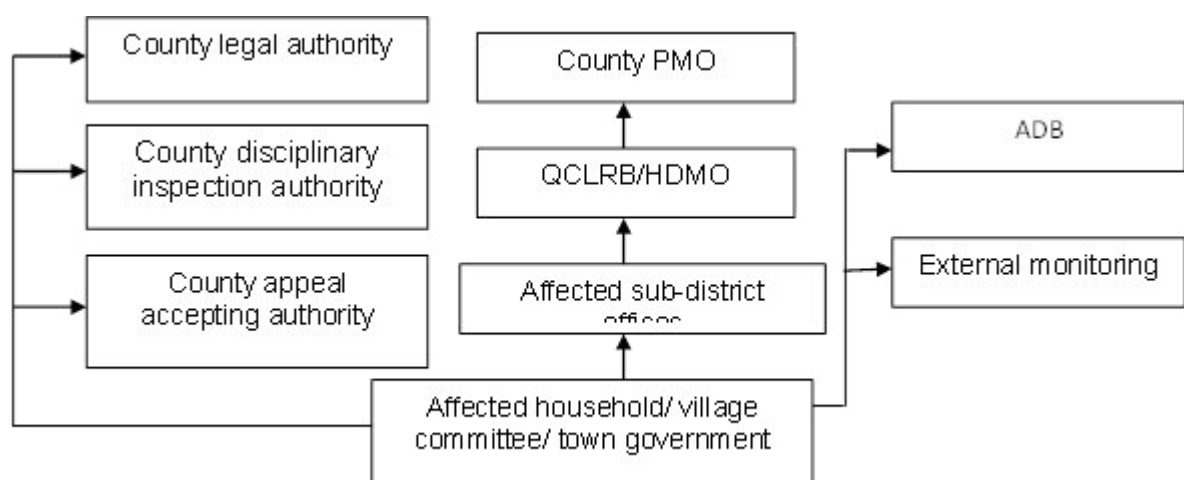 County legal authority
County disciplinary
inspection authority
County appeal
accepting authority
County PMO
QCLRB/HDMO
Affected sub-district
offices
Affected household/ village
committee/ town government
ADB
External monitoring